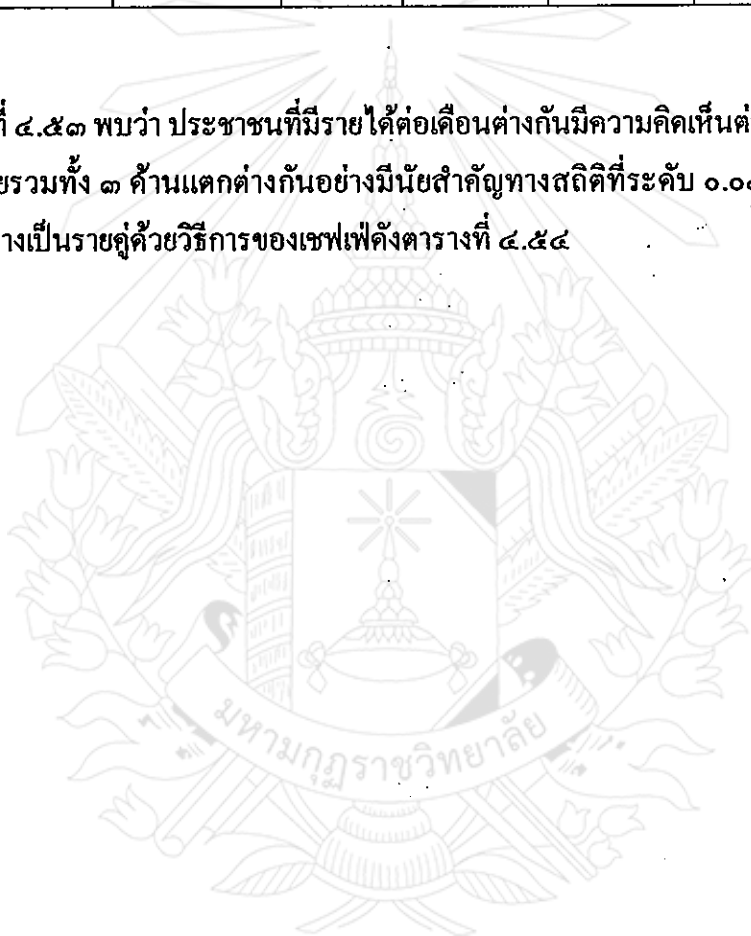 ที่ ๔.๕๓ พบว่า ประชาชนที่มีรายได้ต่อเดือนต่างกันมีความคิดเห็นต่
ยรวมทั้ง ๓ ด้านแตกต่างกันอย่างมีนัยสำคัญทางสถิติที่ระดับ ๐.๐
างเป็นรายคู่ด้วยวิธีการของเชฟเฟ่ดังตารางที่ ๔.๕๔
มหามกุฏราชวิทยาลัย